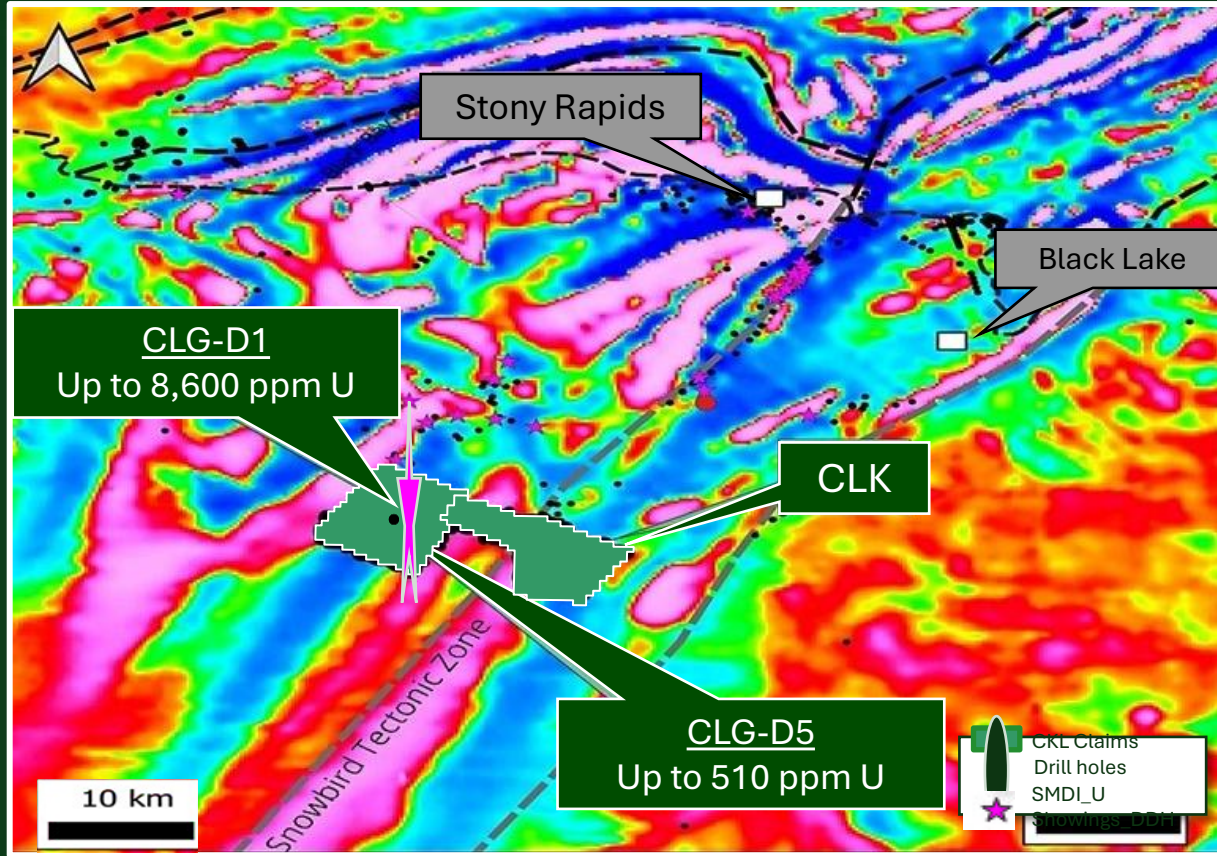 Stony Rapids
Black Lake
CLG-D1
Up to 8,600 ppm U
CLK
Snowbird Tectonic Zone
CLG-D5
Up to 510 ppm U
10 km
CKL Claims
Drill holes
SMDI_U
Showings_DDH